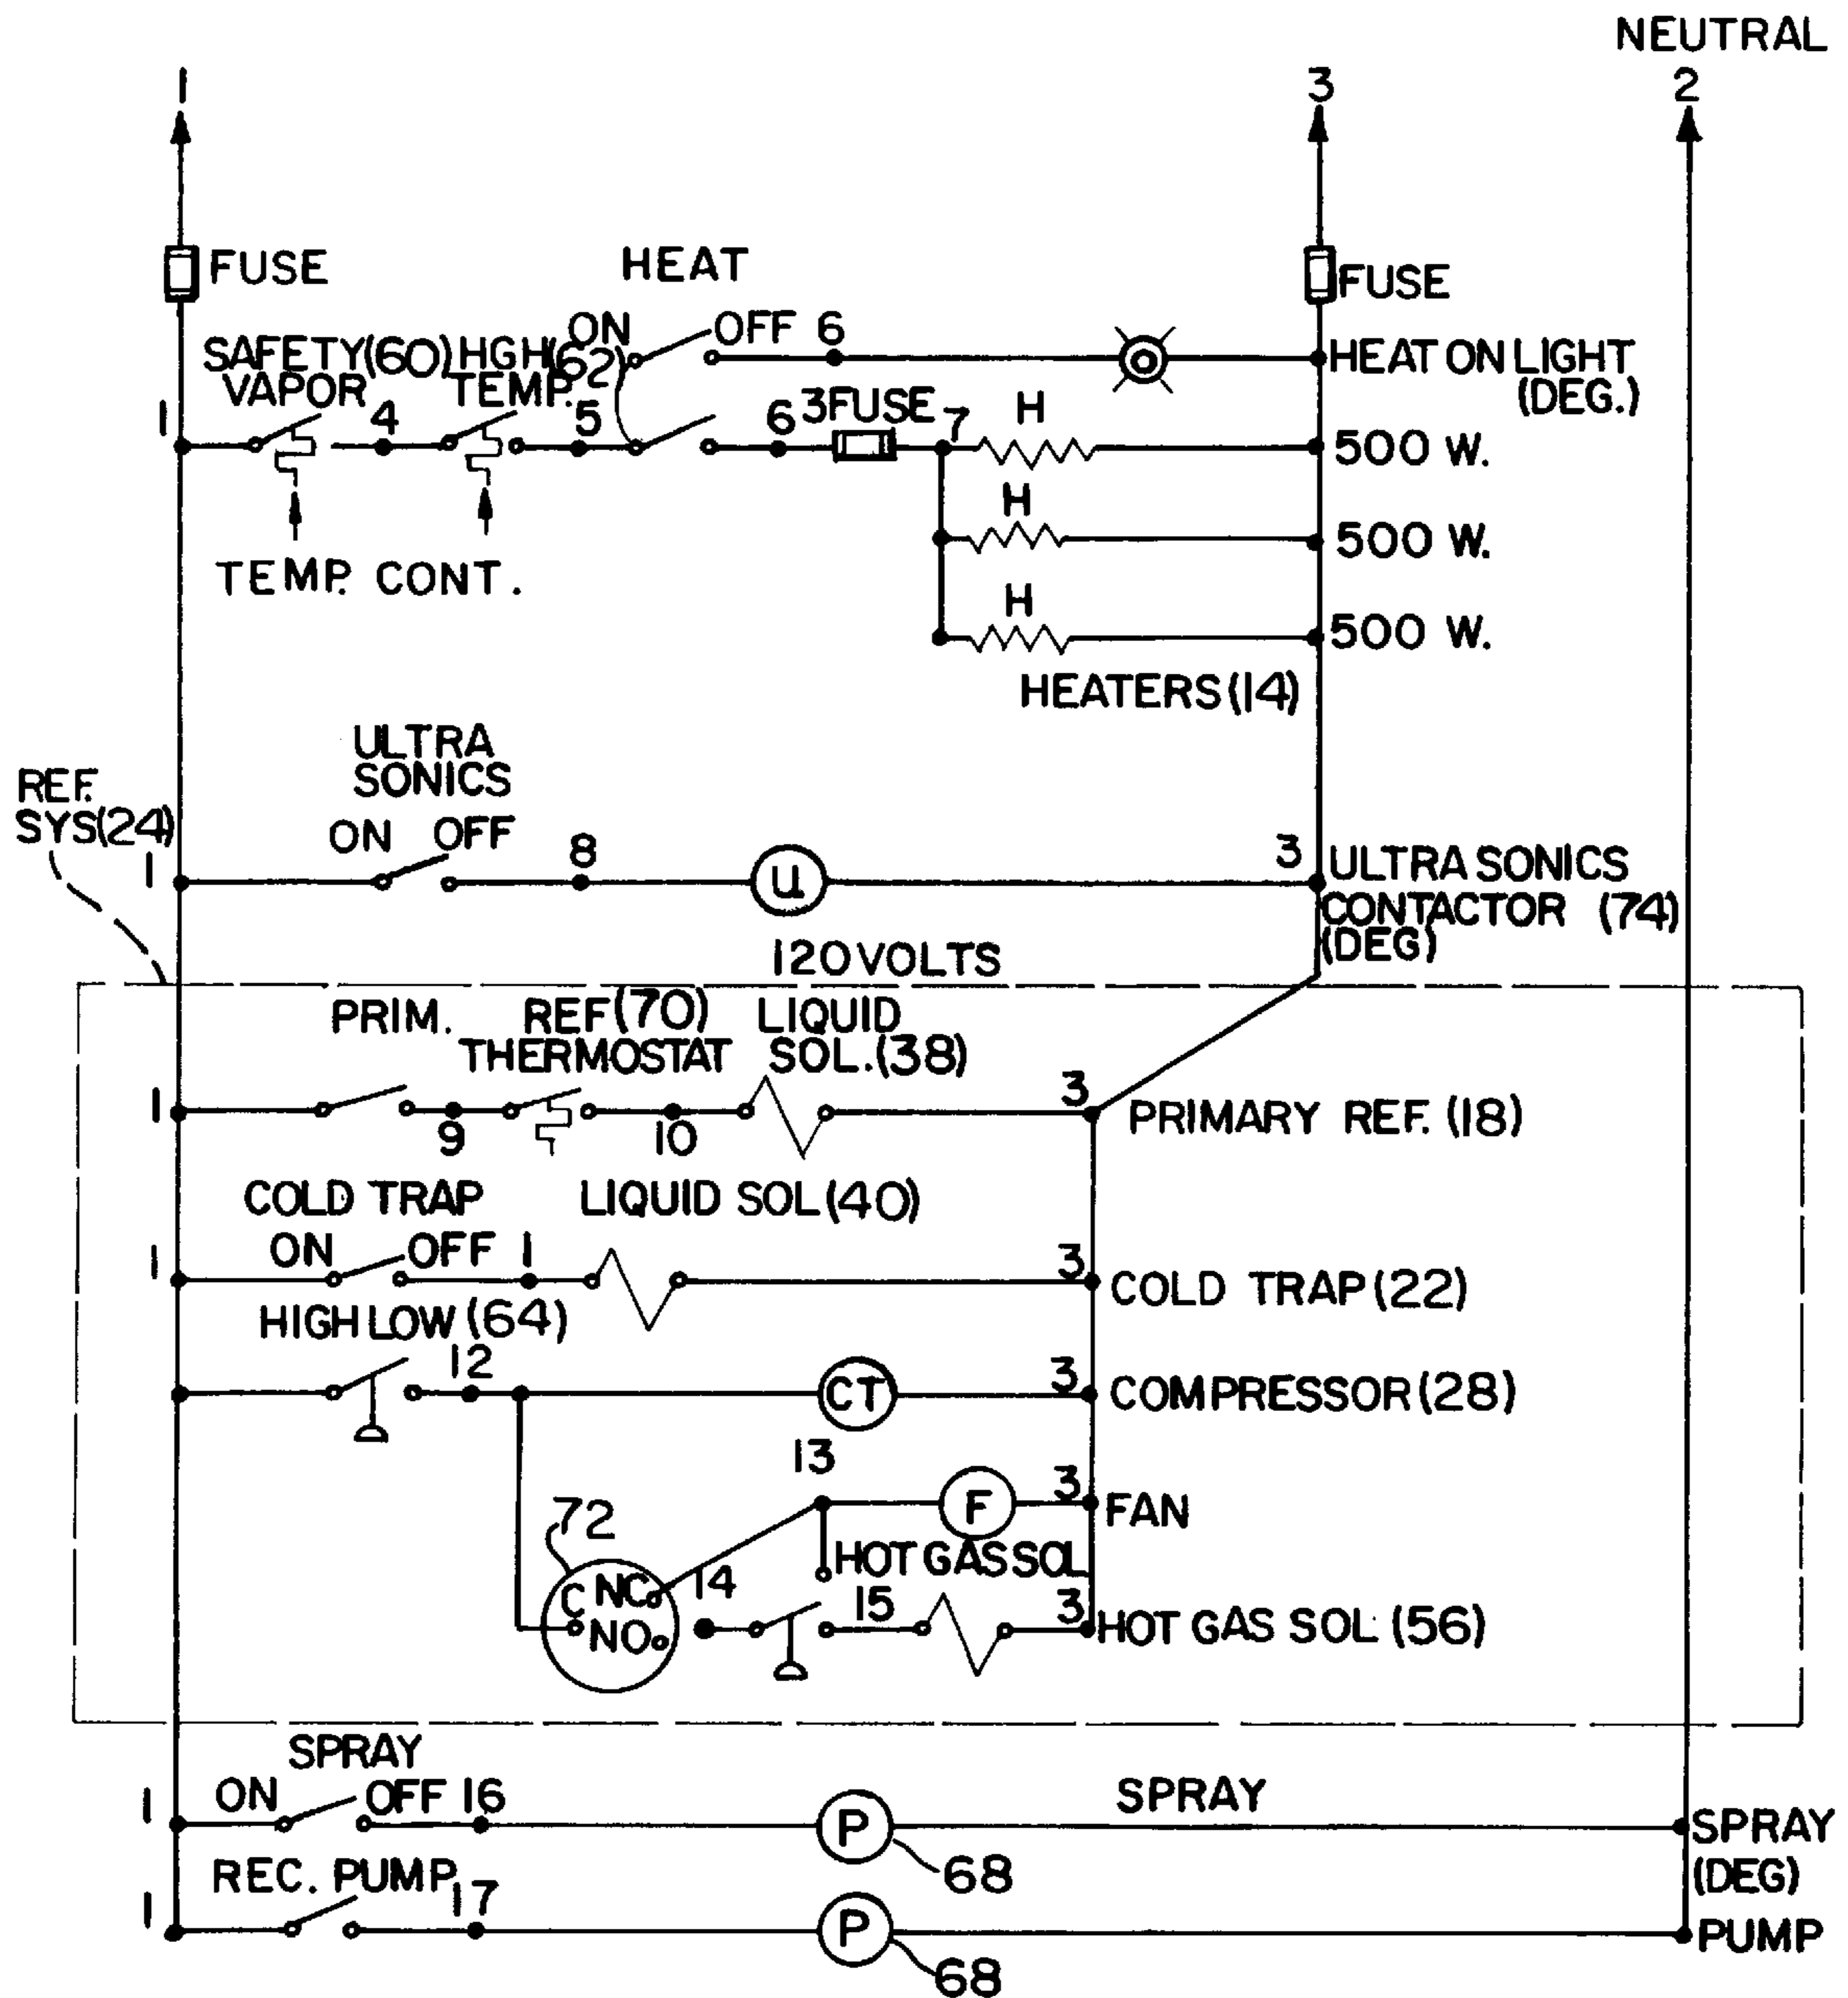 NEUTRAL
1 3 2
FUSE HEAT FUSE
ON OFF 6 HEAT ON LIGHT
(DEG.)
SAFETY(60) HGH(62)
VAPOR TEMP.
1 4 5 6 3FUSE 7 H 500 W.
H 500 W.
TEMP. CONT.
H 500 W.
HEATERS(14)
ULTRA
SONICS
REF.
SYS(24)
ON OFF 8
1 U 3 ULTRA SONICS
CONTACTOR (74)
(DEG)
120 VOLTS
PRIM. REF(70) LIQUID
THERMOSTAT SOL.(38)
1 9 10 3 PRIMARY REF. (18)
COLD TRAP LIQUID SOL(40)
ON OFF 1
1 3 COLD TRAP(22)
HIGH LOW(64)
12 CT 3 COMPRESSOR(28)
13
72 F 3 FAN
HOT GAS SOL
C NC 14
NO 15 3 HOT GAS SOL (56)
SPRAY
1 ON OFF 16 P SPRAY SPRAY
68 (DEG)
REC. PUMP 17
1 P PUMP
68